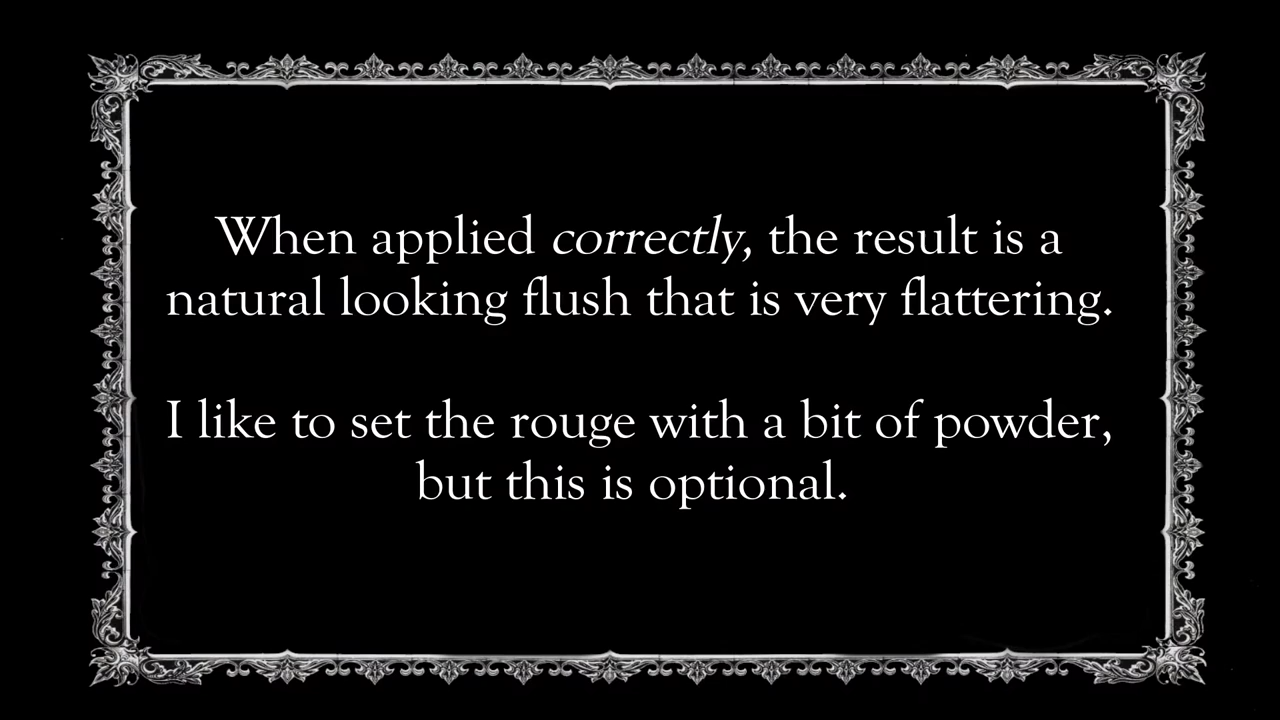 When applied correctly, the result is a
natural looking flush that is very flattering.
I like to set the rouge with a bit of powder,
but this is optional.